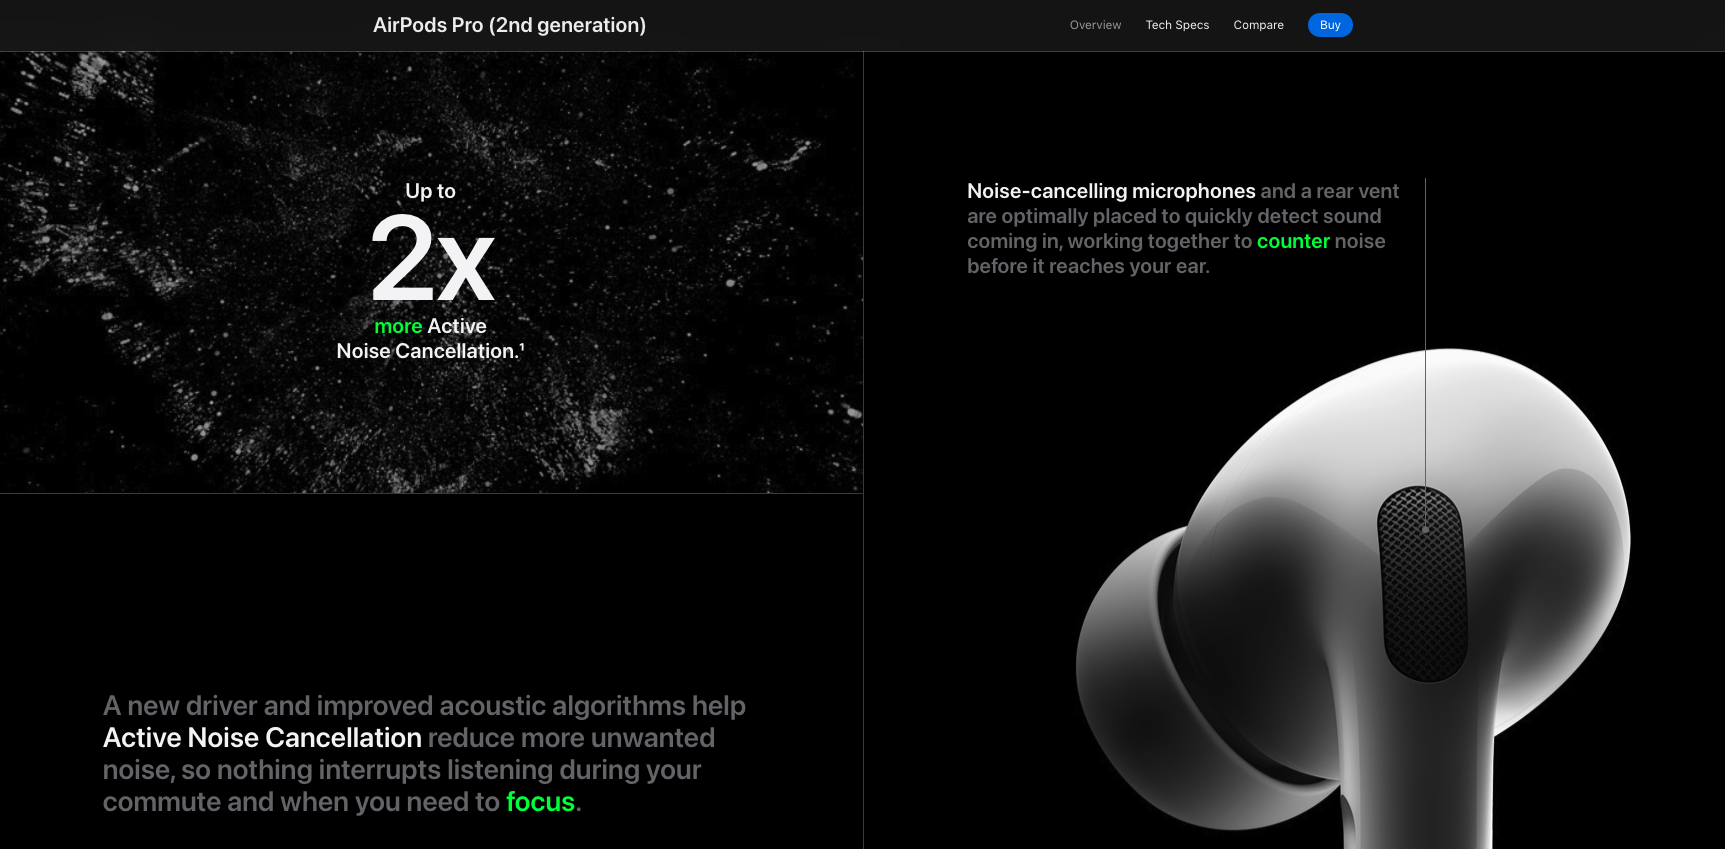 AirPods Pro (2nd generation)
Overview Tech Specs Compare Buy
Up to
2x
more Active
Noise Cancellation.¹
Noise-cancelling microphones and a rear vent
are optimally placed to quickly detect sound
coming in, working together to counter noise
before it reaches your ear.
A new driver and improved acoustic algorithms help
Active Noise Cancellation reduce more unwanted
noise, so nothing interrupts listening during your
commute and when you need to focus.